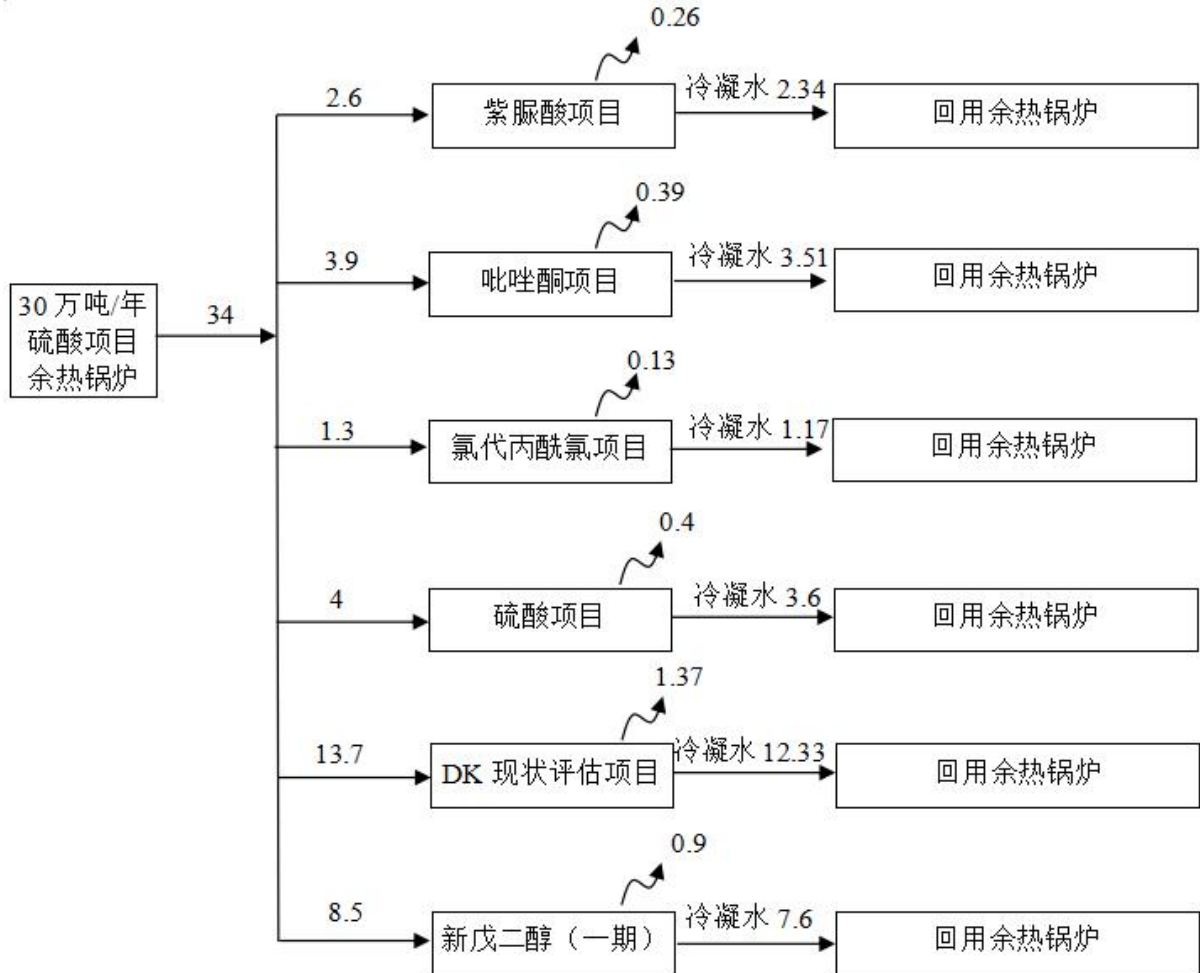 0.26
2.6
紫脲酸项目
冷凝水 2.34
回用余热锅炉
0.39
3.9
吡唑酮项目
冷凝水 3.51
回用余热锅炉
30 万吨/年
硫酸项目
余热锅炉
34
0.13
1.3
氯代丙酰氯项目
冷凝水 1.17
回用余热锅炉
0.4
4
硫酸项目
冷凝水 3.6
回用余热锅炉
1.37
13.7
DK 现状评估项目
冷凝水 12.33
回用余热锅炉
0.9
8.5
新戊二醇（一期）
冷凝水 7.6
回用余热锅炉